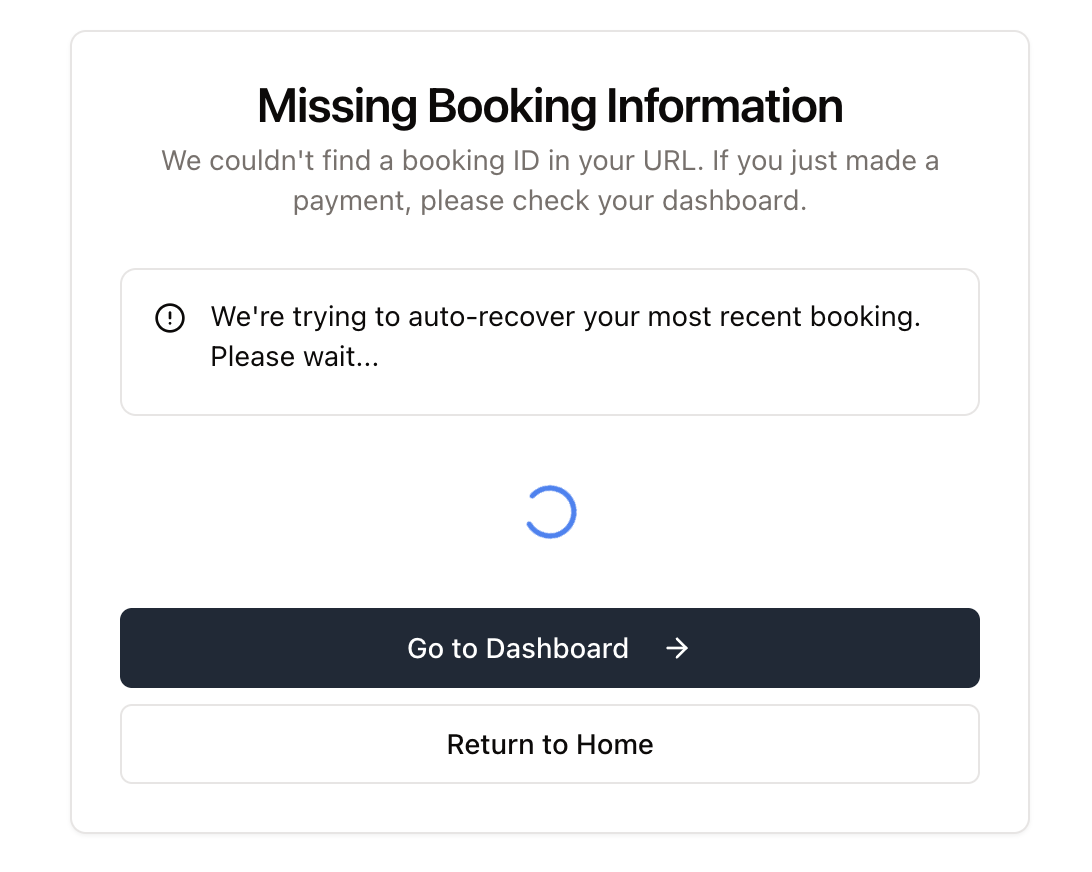 Missing Booking Information
We couldn't find a booking ID in your URL. If you just made a
payment, please check your dashboard.
We're trying to auto-recover your most recent booking.
Please wait...
Go to Dashboard
Return to Home